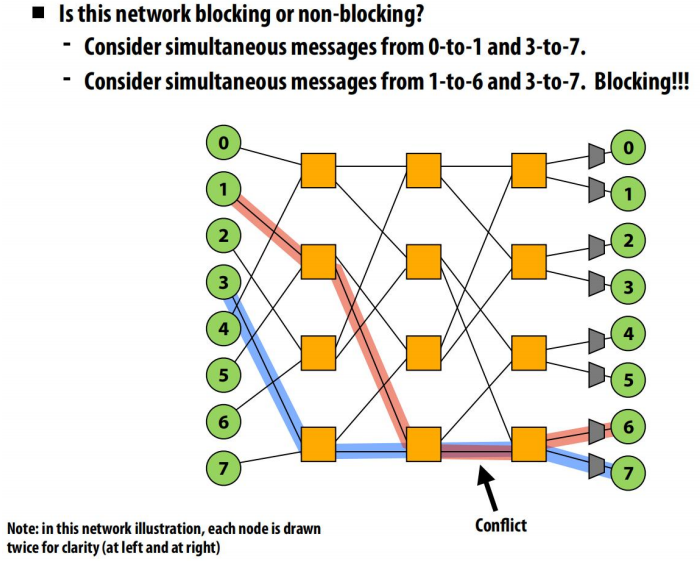 ■ Is this network blocking or non-blocking?
- Consider simultaneous messages from 0-to-1 and 3-to-7.
- Consider simultaneous messages from 1-to-6 and 3-to-7. Blocking!!!
0
1
2
3
4
5
6
7
0
1
2
3
4
5
6
7
Conflict
Note: in this network illustration, each node is drawn
twice for clarity (at left and at right)